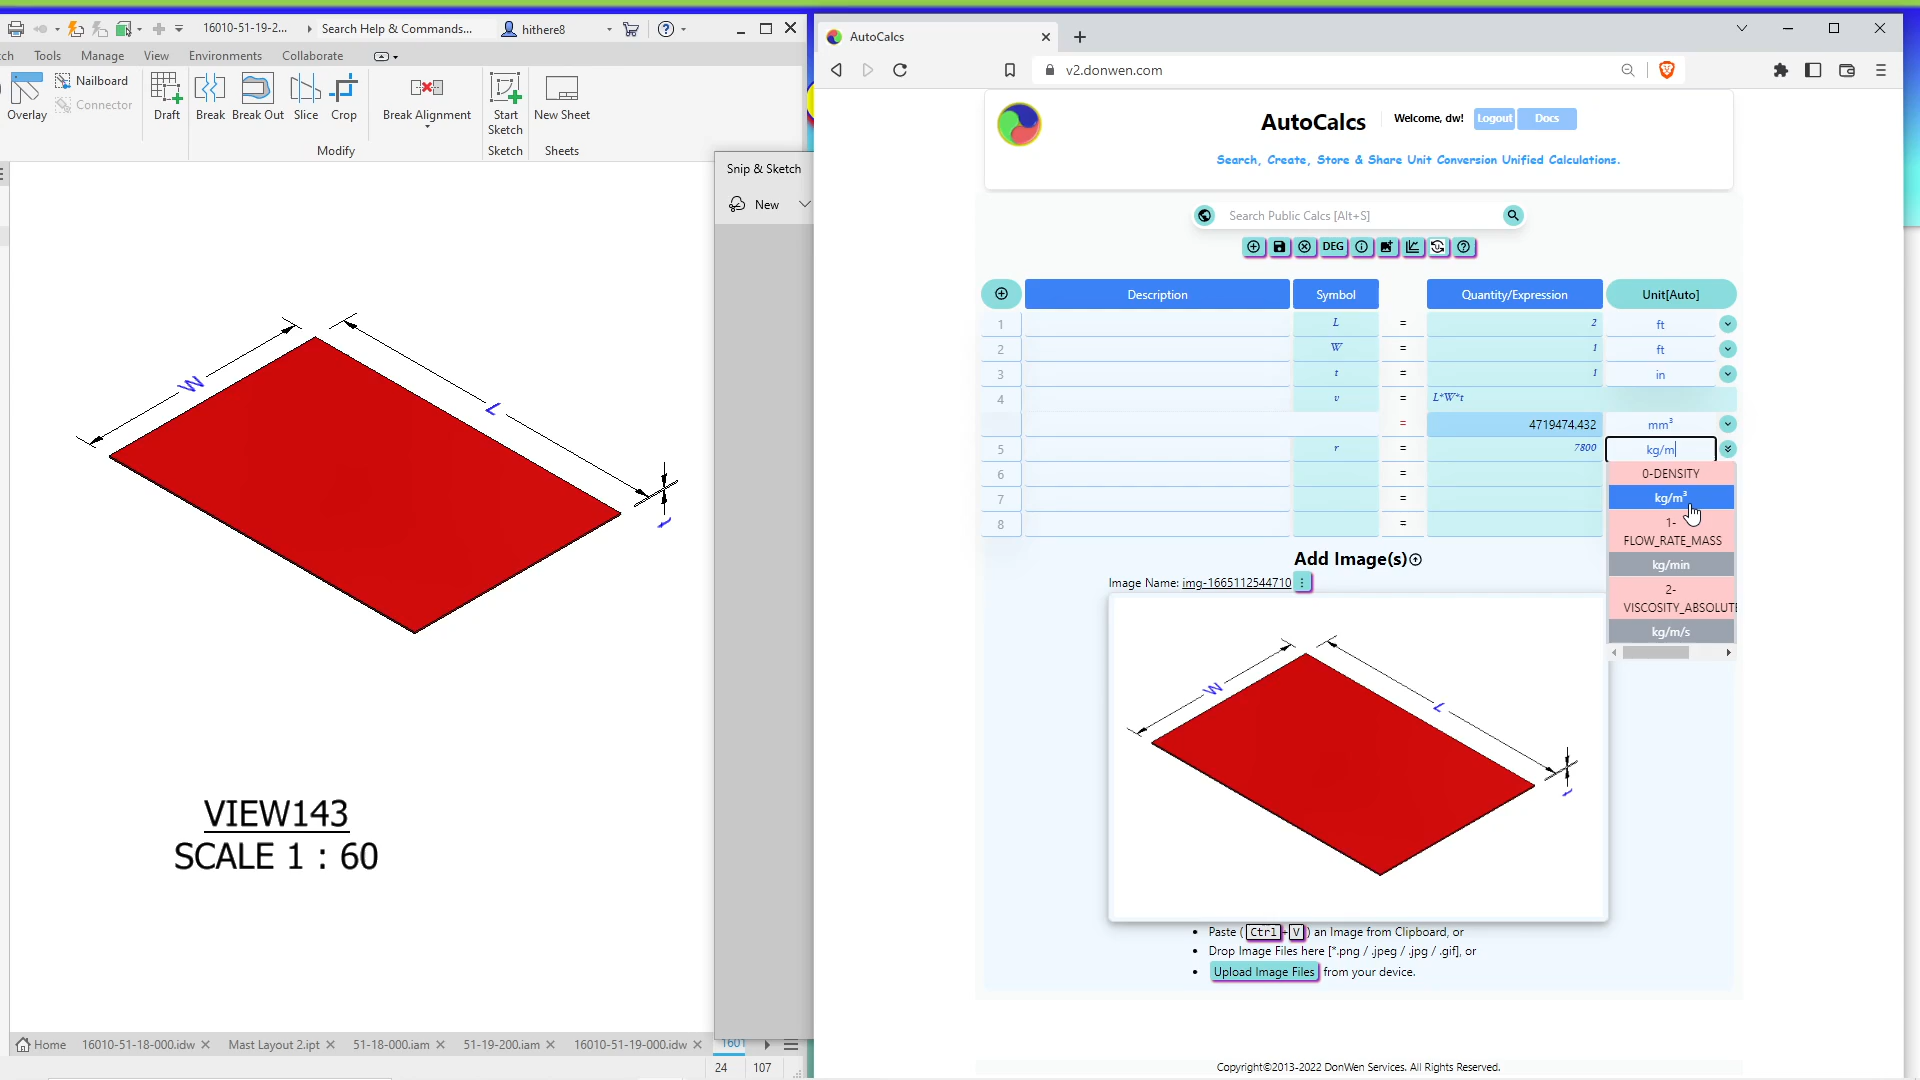 16010-51-19-2...
Search Help & Commands...
hithere8
Tools
Manage
View
Environments
Collaborate
Overlay
Nailboard
Connector
Draft
Break
Break Out
Slice
Crop
Modify
Break Alignment
Start
Sketch
Sketch
New Sheet
Sheets
Snip & Sketch
New
W
L
t
VIEW143
SCALE 1 : 60
Home
16010-51-18-000.idw
Mast Layout 2.ipt
51-18-000.iam
51-19-200.iam
16010-51-19-000.idw
1601
24
107
AutoCalcs
v2.donwen.com
AutoCalcs
Welcome, dw!
Logout
Docs
Search, Create, Store & Share Unit Conversion Unified Calculations.
Search Public Calcs [Alt+S]
DEG
Description Symbol Quantity/Expression Unit[Auto]
1 L = 2 ft
2 W = 1 ft
3 t = 1 in
4 v = L*W*t
= 4719474.432 mm³
5 r = 7800 kg/m
6 =
7 =
8 =
0-DENSITY
kg/m³
1-
FLOW_RATE_MASS
kg/min
2-
VISCOSITY_ABSOLUTE
kg/m/s
Add Image(s)
Image Name: img-1665112544710
W
L
t
• Paste ( Ctrl + V ) an Image from Clipboard, or
• Drop Image Files here [*.png / .jpeg / .jpg / .gif], or
• Upload Image Files from your device.
Copyright©2013-2022 DonWen Services. All Rights Reserved.